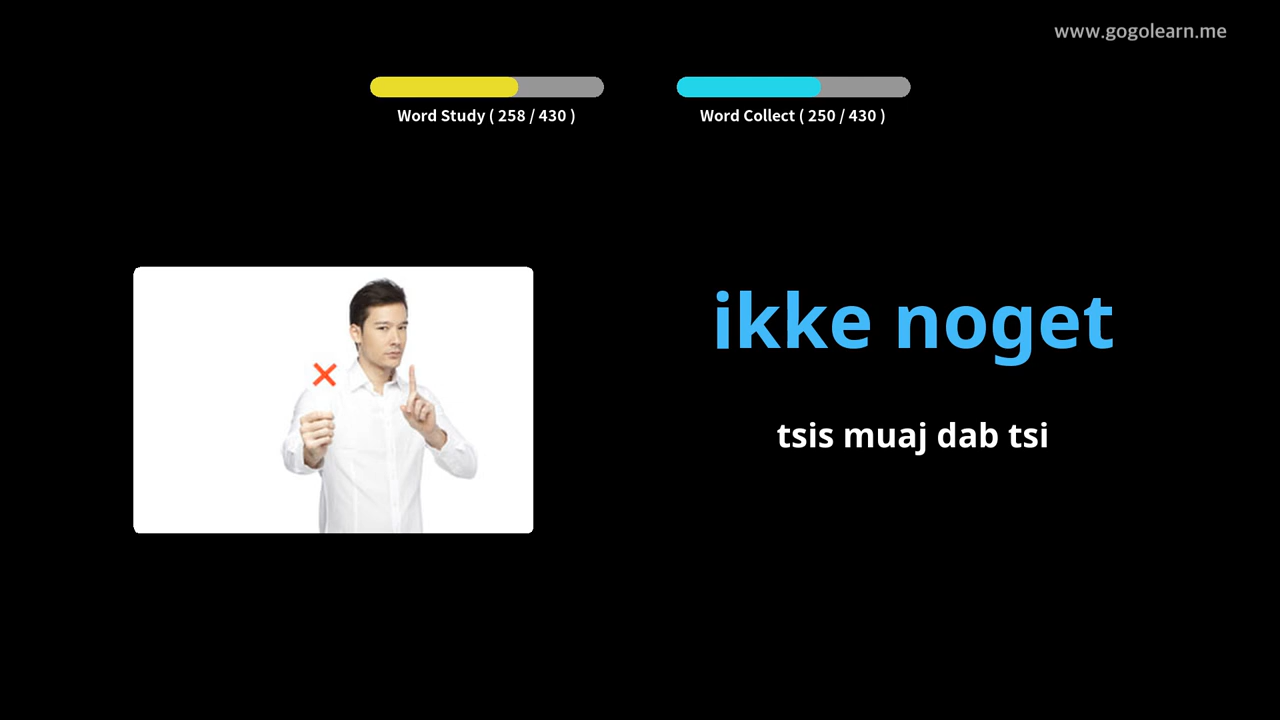 www.gogolearn.me
Word Study ( 258 / 430 )
Word Collect ( 250 / 430 )
ikke noget
tsis muaj dab tsi